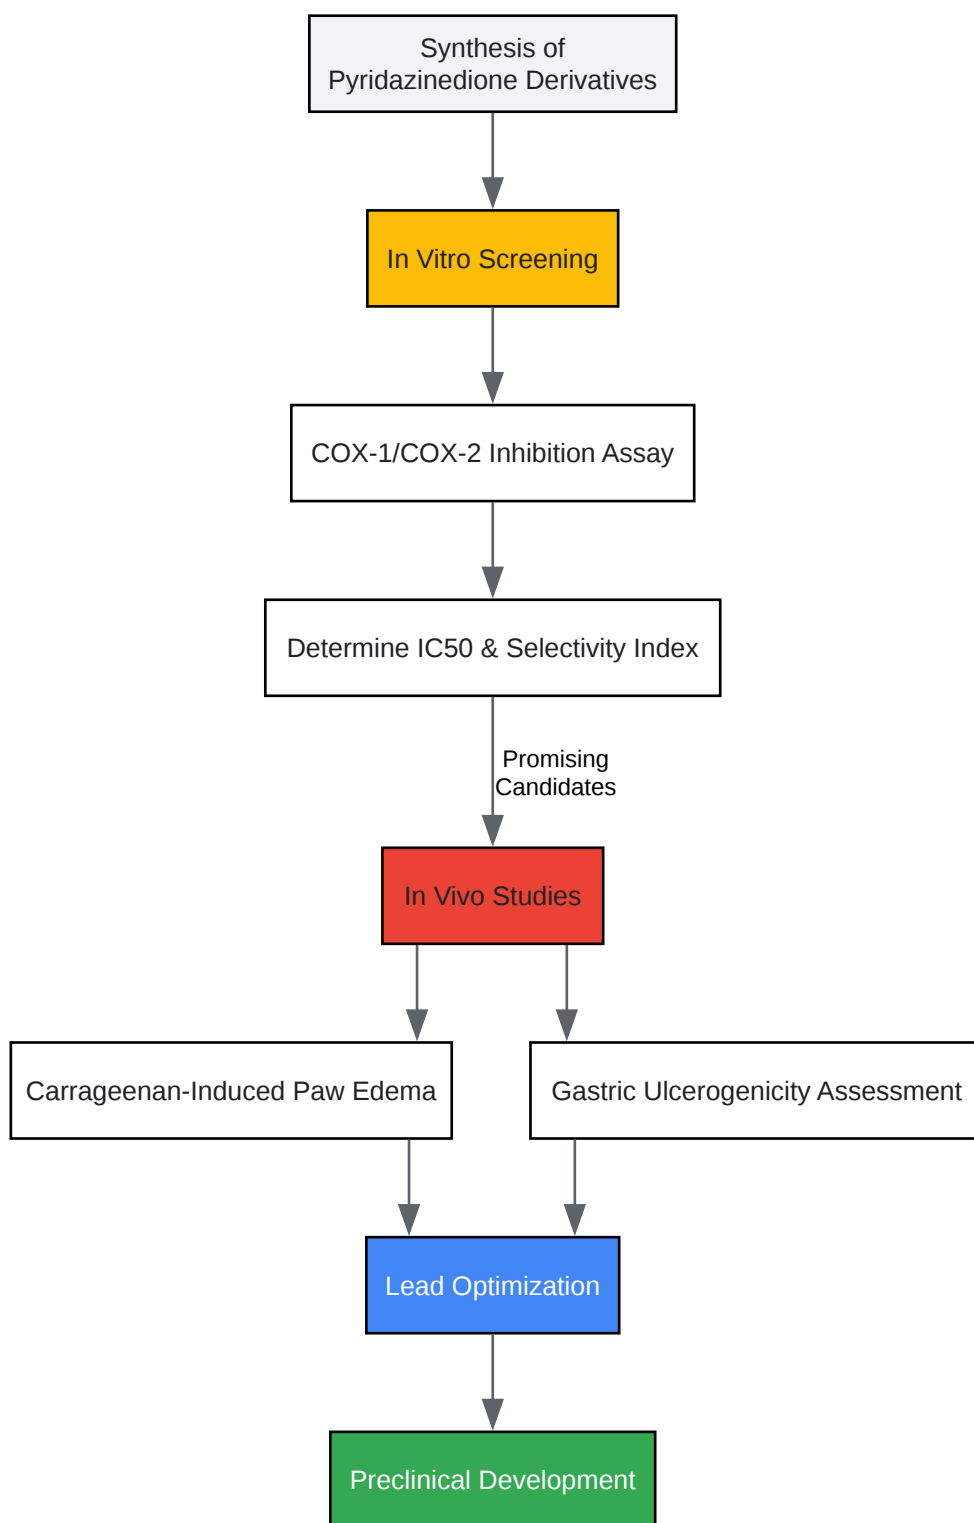 Synthesis of
Pyridazinedione Derivatives
In Vitro Screening
COX-1/COX-2 Inhibition Assay
Determine IC50 & Selectivity Index
Promising
Candidates
In Vivo Studies
Carrageenan-Induced Paw Edema
Gastric Ulcerogenicity Assessment
Lead Optimization
Preclinical Development